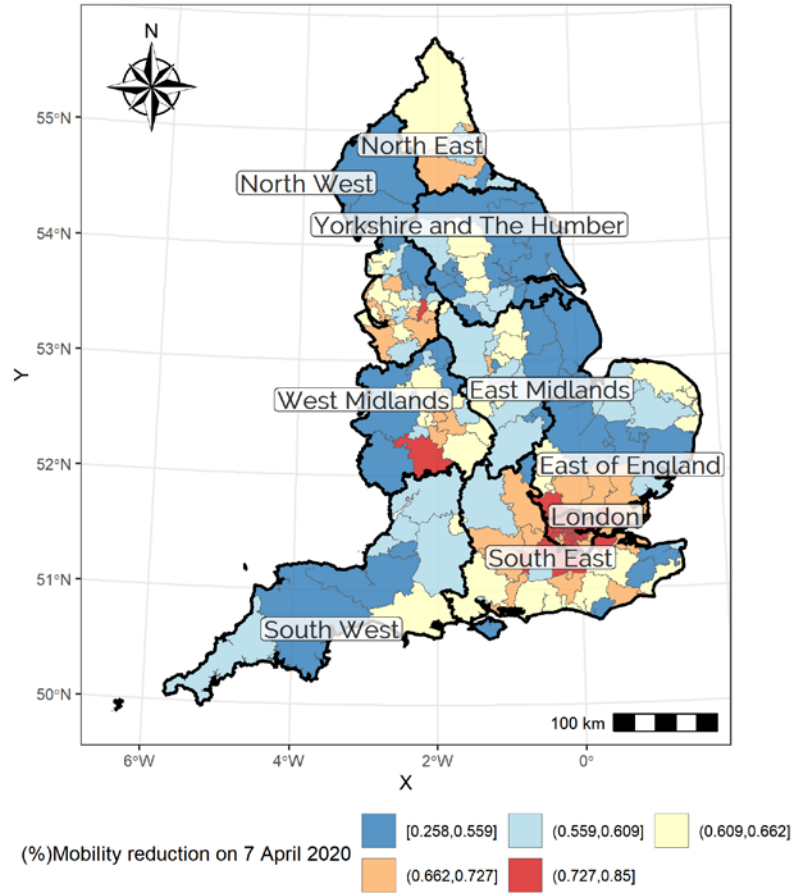 N
55°N
North East
North West
Yorkshire and The Humber
54°N
53°N
Y
West Midlands
East Midlands
52°N
East of England
London
South East
51°N
South West
50°N
100 km
6°W
4°W
2°W
0°
X
(%)Mobility reduction on 7 April 2020
[0.258,0.559]
(0.559,0.609]
(0.609,0.662]
(0.662,0.727]
(0.727,0.85]